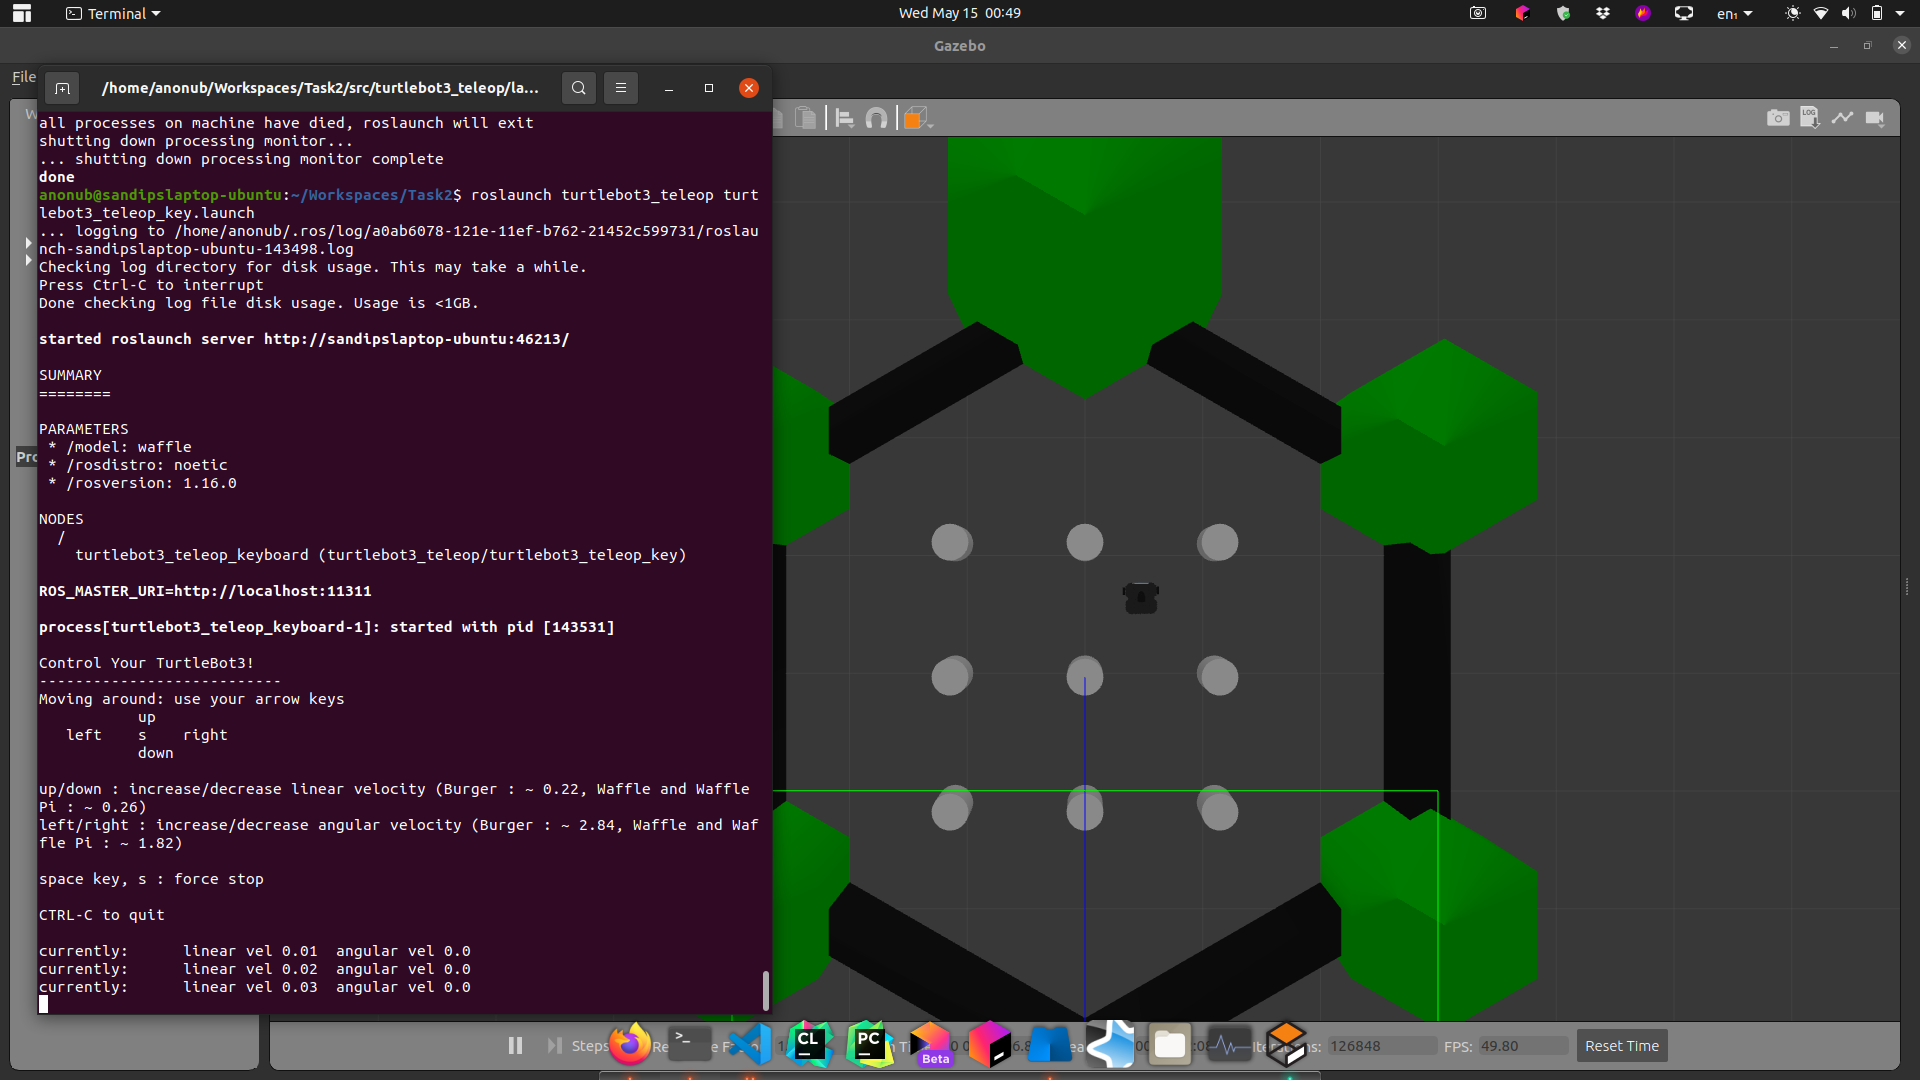 Terminal
Wed May 15 00:49
en₁
Gazebo
File
/home/anonub/Workspaces/Task2/src/turtlebot3_teleop/la...
LOG
all processes on machine have died, roslaunch will exit
shutting down processing monitor...
... shutting down processing monitor complete
done
anonub@sandipslaptop-ubuntu:~/Workspaces/Task2$ roslaunch turtlebot3_teleop turt
lebot3_teleop_key.launch
... logging to /home/anonub/.ros/log/a0ab6078-121e-11ef-b762-21452c599731/roslau
nch-sandipslaptop-ubuntu-143498.log
Checking log directory for disk usage. This may take a while.
Press Ctrl-C to interrupt
Done checking log file disk usage. Usage is <1GB.
started roslaunch server http://sandipslaptop-ubuntu:46213/
SUMMARY
========
PARAMETERS
* /model: waffle
* /rosdistro: noetic
* /rosversion: 1.16.0
NODES
/
turtlebot3_teleop_keyboard (turtlebot3_teleop/turtlebot3_teleop_key)
ROS_MASTER_URI=http://localhost:11311
process[turtlebot3_teleop_keyboard-1]: started with pid [143531]
Control Your TurtleBot3!
---------------------------
Moving around: use your arrow keys
up
left s right
down
up/down : increase/decrease linear velocity (Burger : ~ 0.22, Waffle and Waffle
Pi : ~ 0.26)
left/right : increase/decrease angular velocity (Burger : ~ 2.84, Waffle and Waf
fle Pi : ~ 1.82)
space key, s : force stop
CTRL-C to quit
currently: linear vel 0.01 angular vel 0.0
currently: linear vel 0.02 angular vel 0.0
currently: linear vel 0.03 angular vel 0.0
Steps
CL
PC
Beta
126848
FPS: 49.80
Reset Time